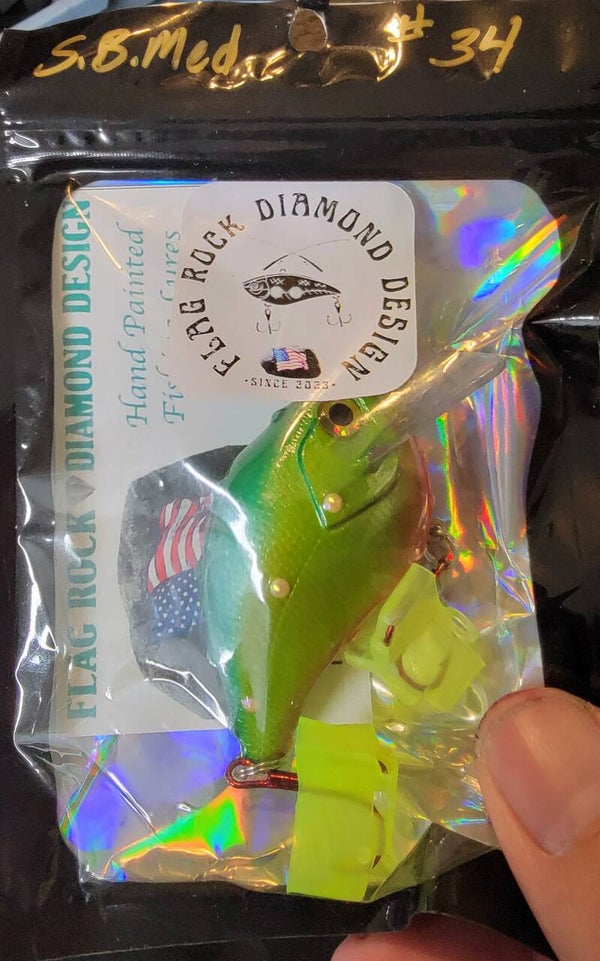 S.B.Med. #34
FLAG ROCK DIAMOND DESIGN
Hand Painted
FLAG ROCK DIAMOND DESIGN
·SINCE 2023·